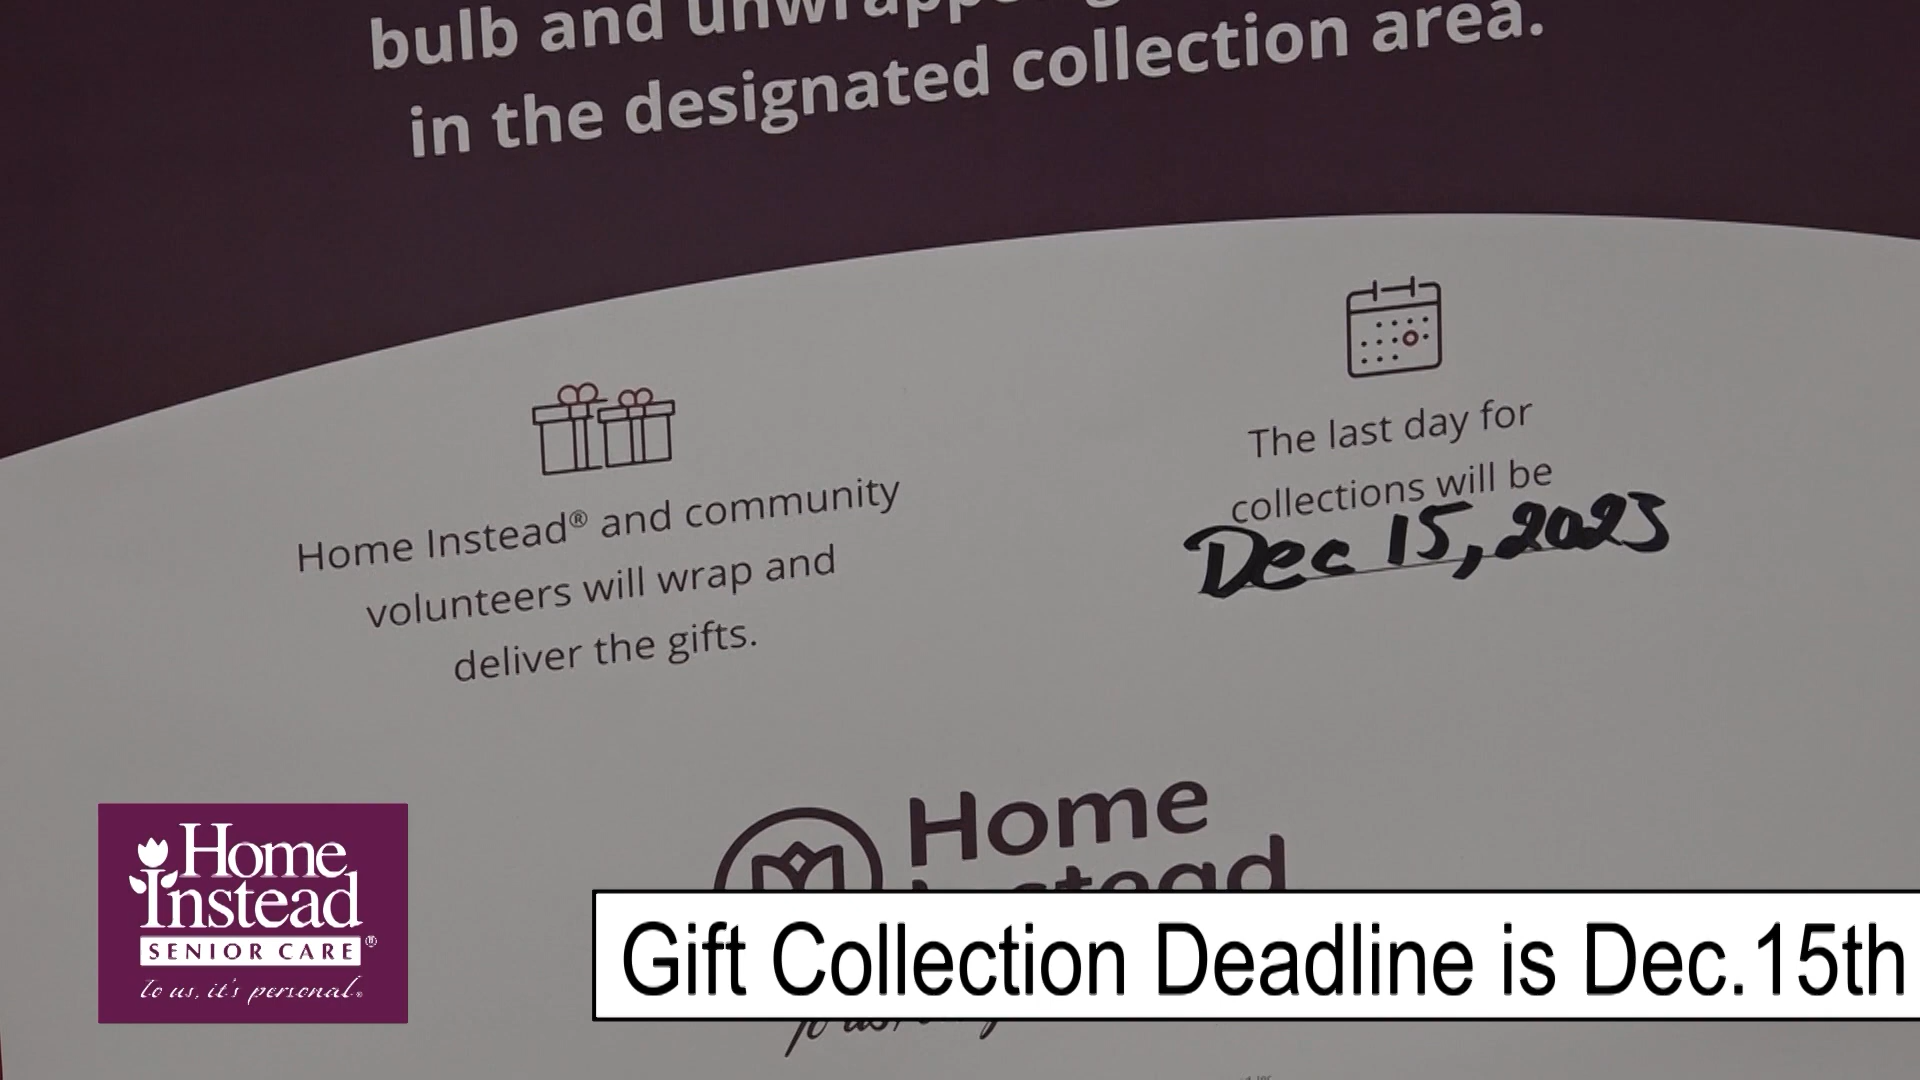 bulb and unwrapped
in the designated collection area.
The last day for
collections will be
Dec 15, 2023
Home Instead® and community
volunteers will wrap and
deliver the gifts.
Home
Instead
Home
Instead
SENIOR CARE®
to us, it's personal.
Gift Collection Deadline is Dec.15th